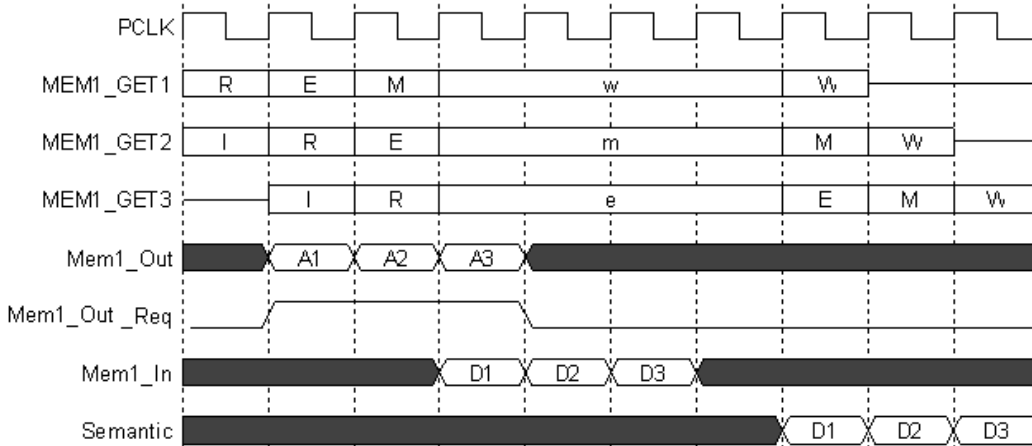 PCLK
MEM1_GET1 R E M w W
MEM1_GET2 I R E m M W
MEM1_GET3 I R e E M W
Mem1_Out A1 A2 A3
Mem1_Out _Req
Mem1_In D1 D2 D3
Semantic D1 D2 D3